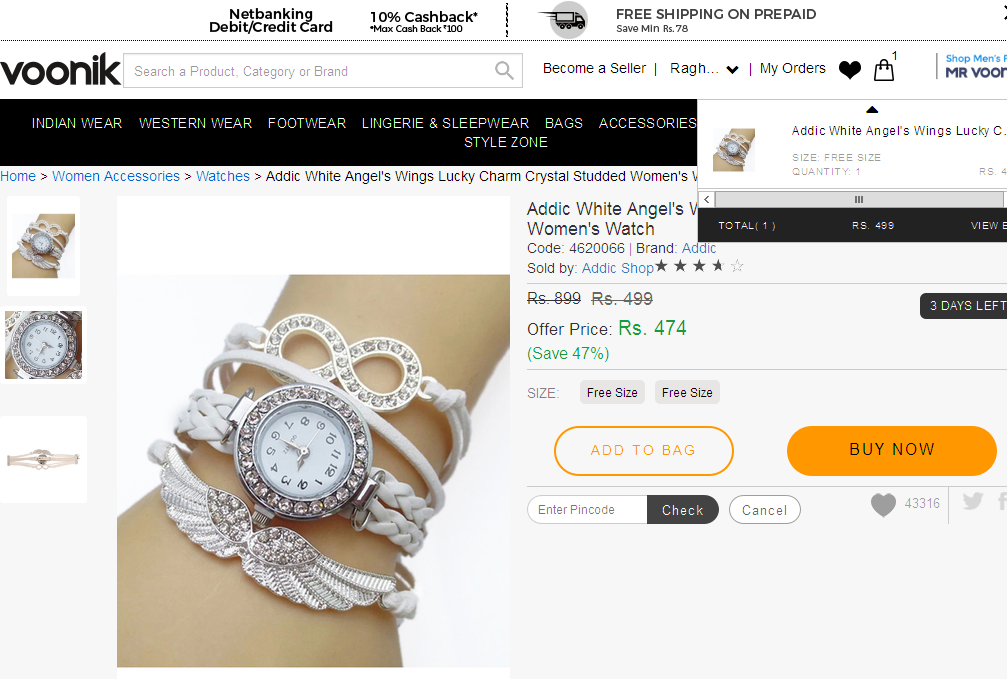 Netbanking
Debit/Credit Card
10% Cashback*
*Max Cash Back ₹100
FREE SHIPPING ON PREPAID
Save Min Rs.78
voonik
Search a Product, Category or Brand
Become a Seller | Ragh... | My Orders
1
Shop Men's F
MR VOON
INDIAN WEAR WESTERN WEAR FOOTWEAR LINGERIE & SLEEPWEAR BAGS ACCESSORIES
STYLE ZONE
Addic White Angel's Wings Lucky C...
SIZE: FREE SIZE
QUANTITY: 1
RS. 4
TOTAL( 1 ) RS. 499 VIEW B
Home > Women Accessories > Watches > Addic White Angel's Wings Lucky Charm Crystal Studded Women's W
Addic White Angel's W
Women's Watch
Code: 4620066 | Brand: Addic
Sold by: Addic Shop
Rs. 899 Rs. 499
3 DAYS LEFT
Offer Price: Rs. 474
(Save 47%)
SIZE: Free Size Free Size
ADD TO BAG
BUY NOW
Enter Pincode Check Cancel
43316